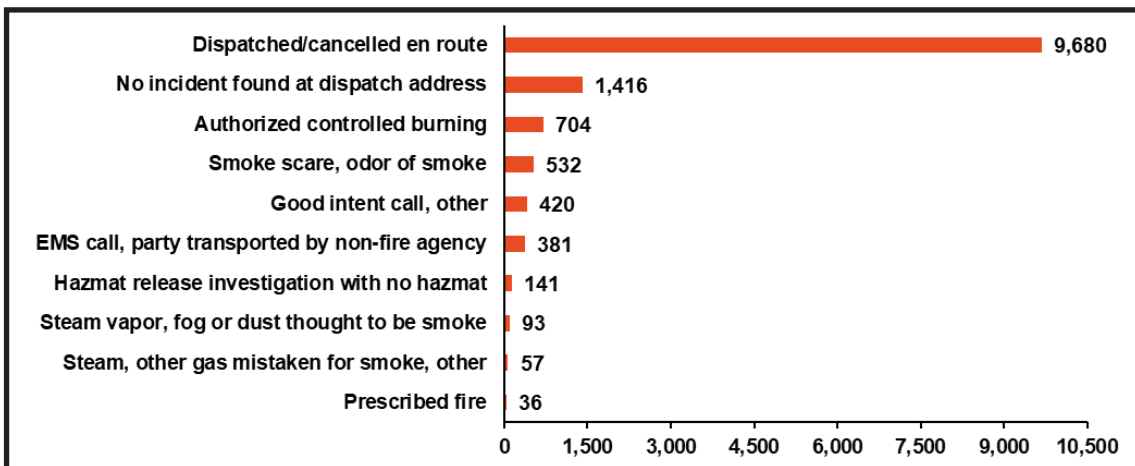 Dispatched/cancelled en route 9,680
No incident found at dispatch address 1,416
Authorized controlled burning 704
Smoke scare, odor of smoke 532
Good intent call, other 420
EMS call, party transported by non-fire agency 381
Hazmat release investigation with no hazmat 141
Steam vapor, fog or dust thought to be smoke 93
Steam, other gas mistaken for smoke, other 57
Prescribed fire 36
0 1,500 3,000 4,500 6,000 7,500 9,000 10,500